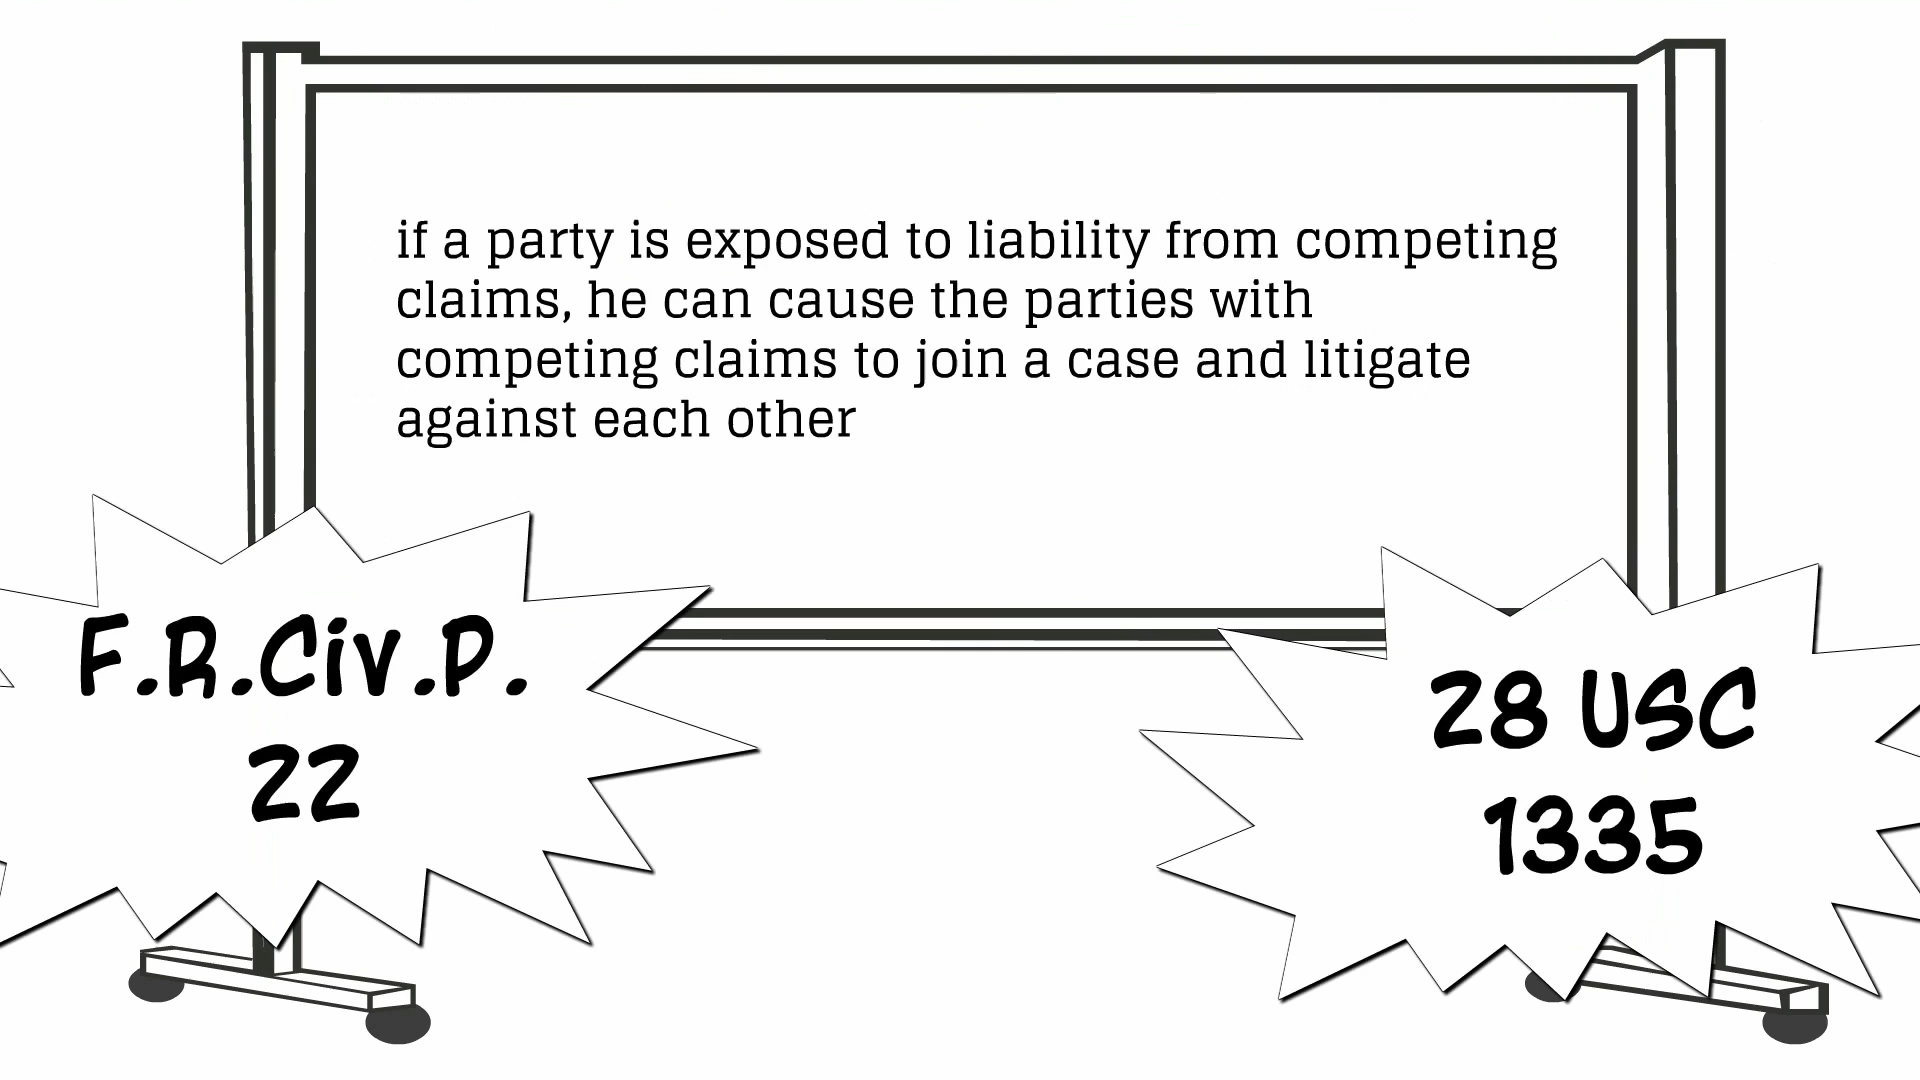 if a party is exposed to liability from competing
claims, he can cause the parties with
competing claims to join a case and litigate
against each other
F.R.Civ.P.
22
28 USC
1335